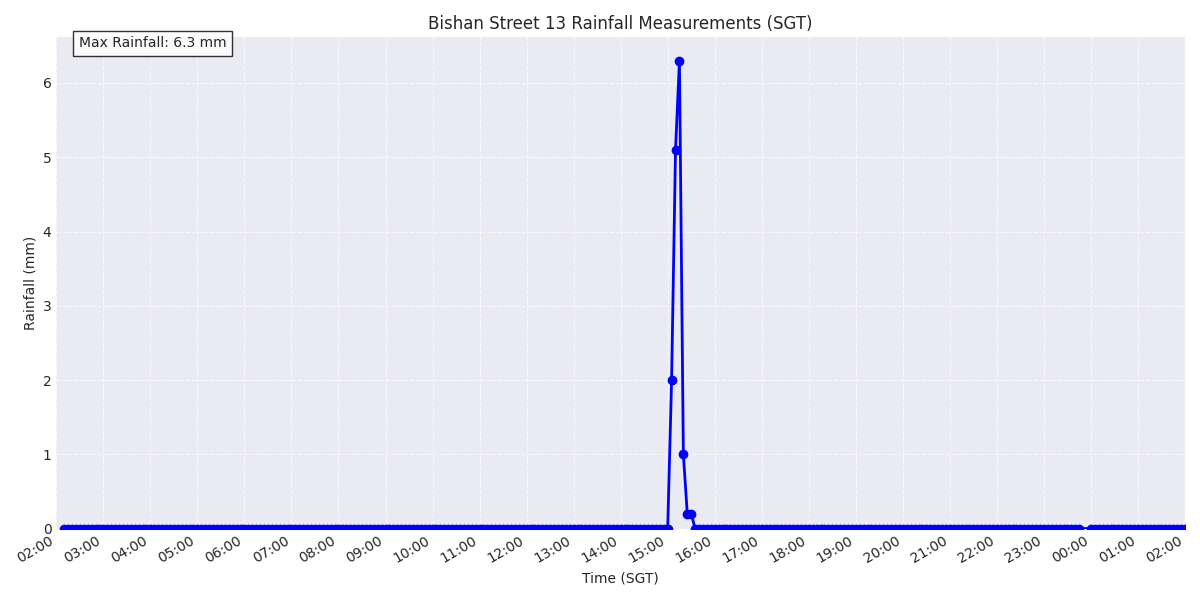 Bishan Street 13 Rainfall Measurements (SGT)
Max Rainfall: 6.3 mm
6
5
4
3
2
1
0
Rainfall (mm)
02:00 03:00 04:00 05:00 06:00 07:00 08:00 09:00 10:00 11:00 12:00 13:00 14:00 15:00 16:00 17:00 18:00 19:00 20:00 21:00 22:00 23:00 00:00 01:00 02:00
Time (SGT)